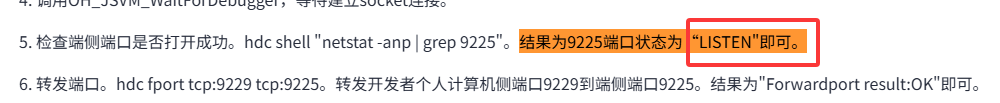 4. 调用OH_JSVM_WaitForDebugger，等待建立socket连接。
5. 检查端侧端口是否打开成功。hdc shell "netstat -anp | grep 9225"。结果为9225端口状态为“LISTEN"即可。
6. 转发端口。hdc fport tcp:9229 tcp:9225。转发开发者个人计算机侧端口9229到端侧端口9225。结果为"Forwardport result:OK"即可。